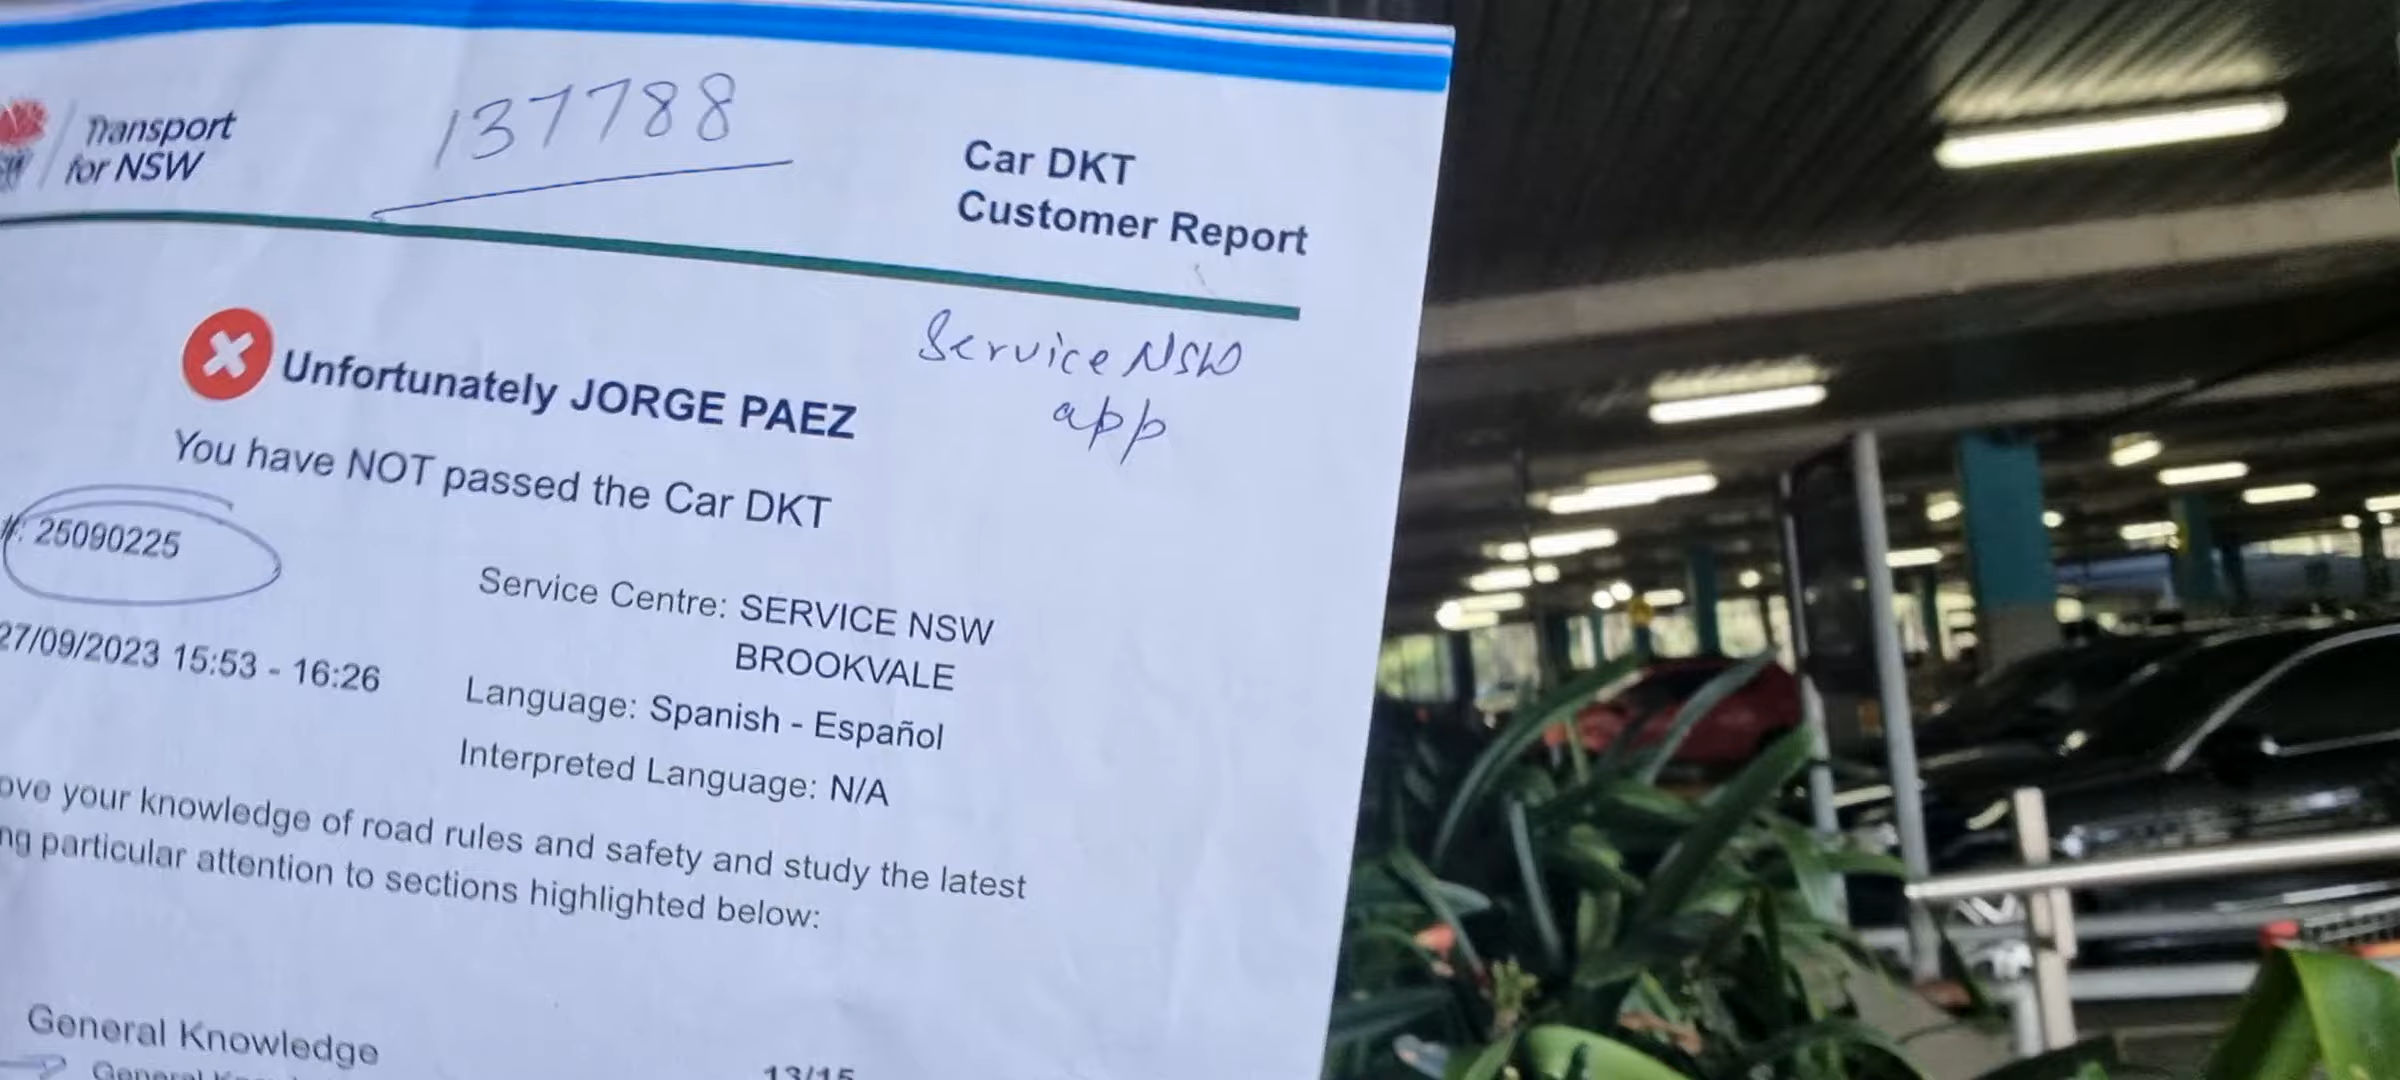 137788
Transport
for NSW
Car DKT
Customer Report
Service NSW
app
Unfortunately JORGE PAEZ
You have NOT passed the Car DKT
#: 25090225
Service Centre: SERVICE NSW
BROOKVALE
27/09/2023 15:53 - 16:26
Language: Spanish - Español
Interpreted Language: N/A
your knowledge of road rules and safety and study the latest
particular attention to sections highlighted below:
General Knowledge
General
13/15